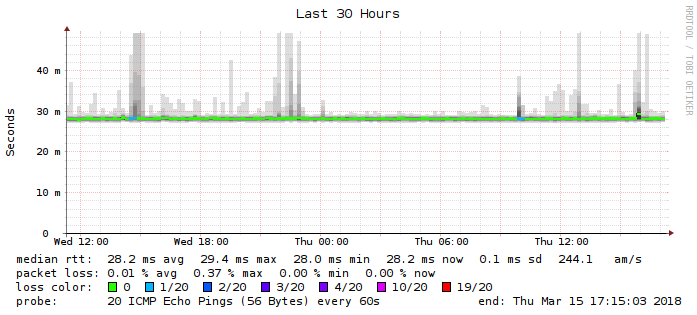 Last 30 Hours
RRDTOOL / TOBI OETIKER
Seconds
40 m
30 m
20 m
10 m
0
Wed 12:00 Wed 18:00 Thu 00:00 Thu 06:00 Thu 12:00
median rtt: 28.2 ms avg 29.4 ms max 28.0 ms min 28.2 ms now 0.1 ms sd 244.1 am/s
packet loss: 0.01 % avg 0.37 % max 0.00 % min 0.00 % now
loss color: 0 1/20 2/20 3/20 4/20 10/20 19/20
probe: 20 ICMP Echo Pings (56 Bytes) every 60s end: Thu Mar 15 17:15:03 2018